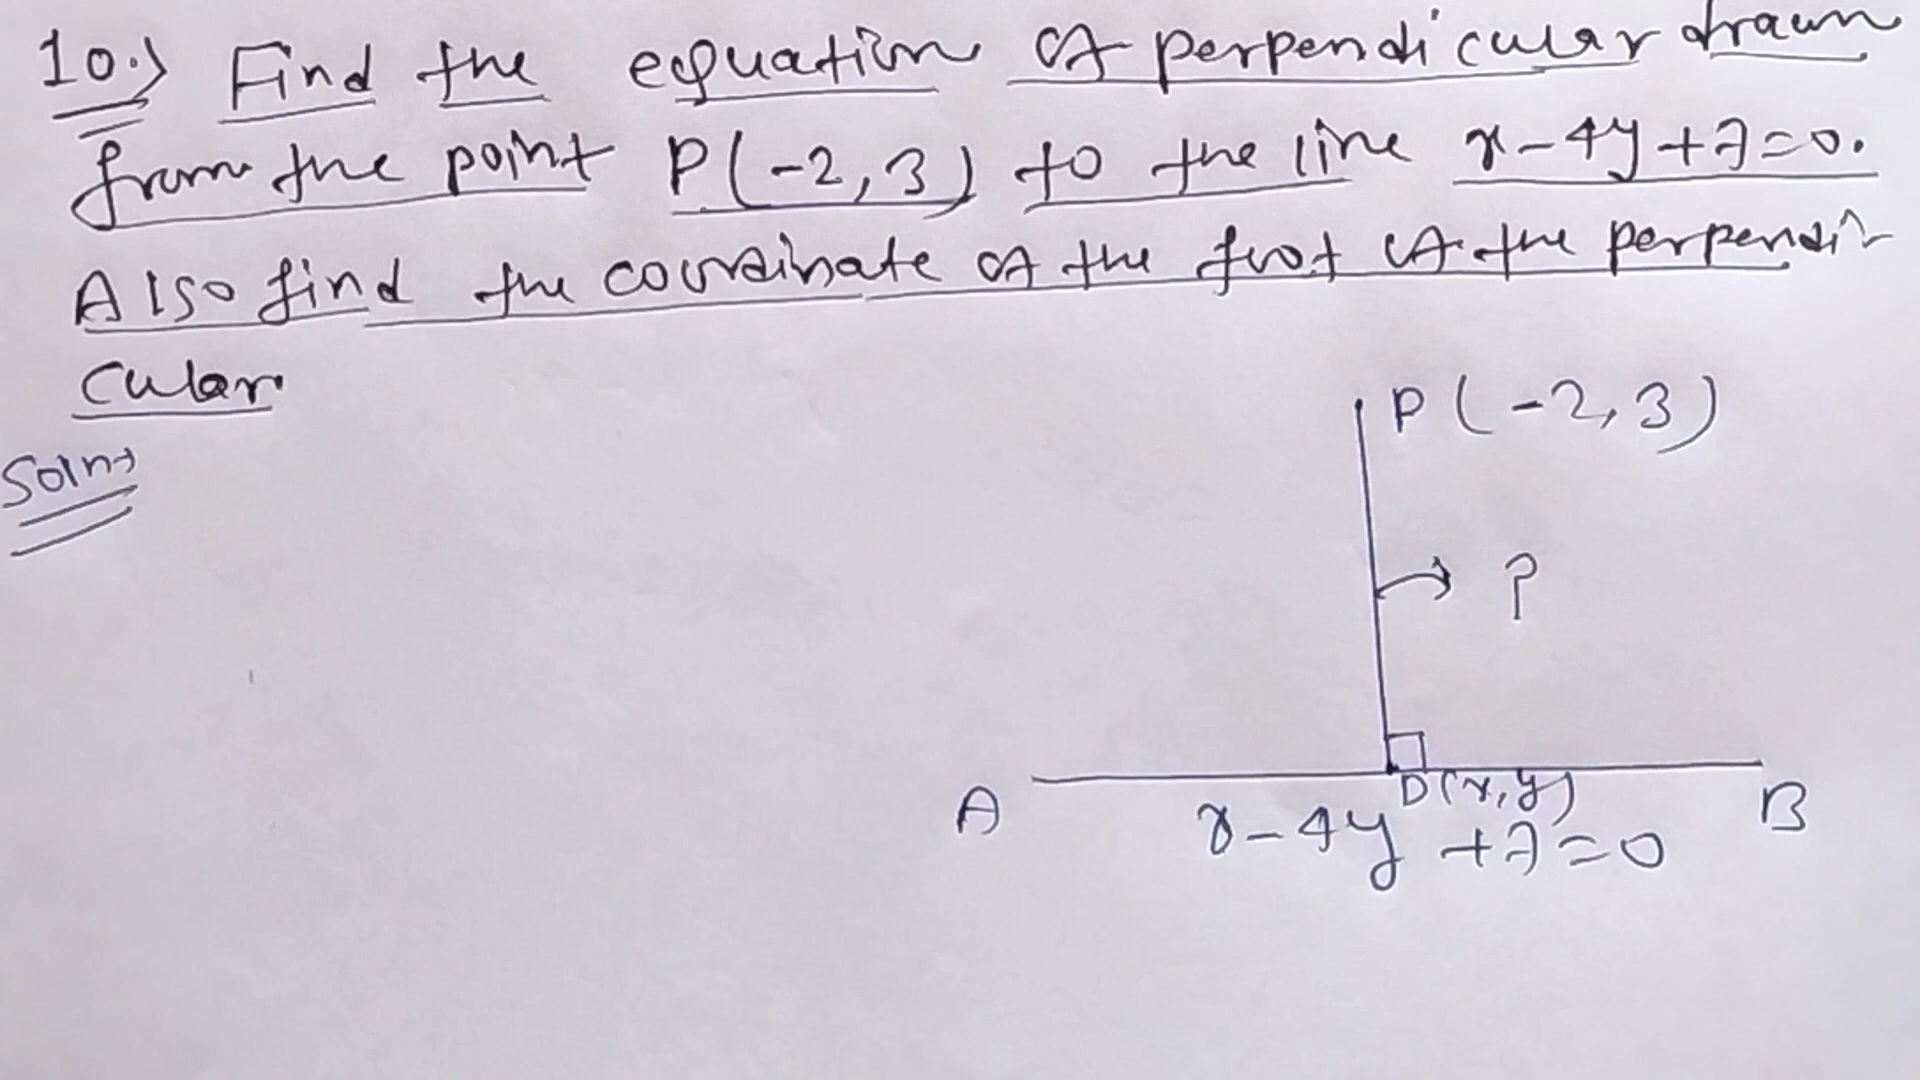 10.) Find the equation of perpendicular drawn
from the point P(-2,3) to the line x-4y+7=0.
Also find the coordinate of the foot of the perpendi
cular.
Soln→
P(-2,3)
?
A
D(x,y)
B
x-4y+7=0